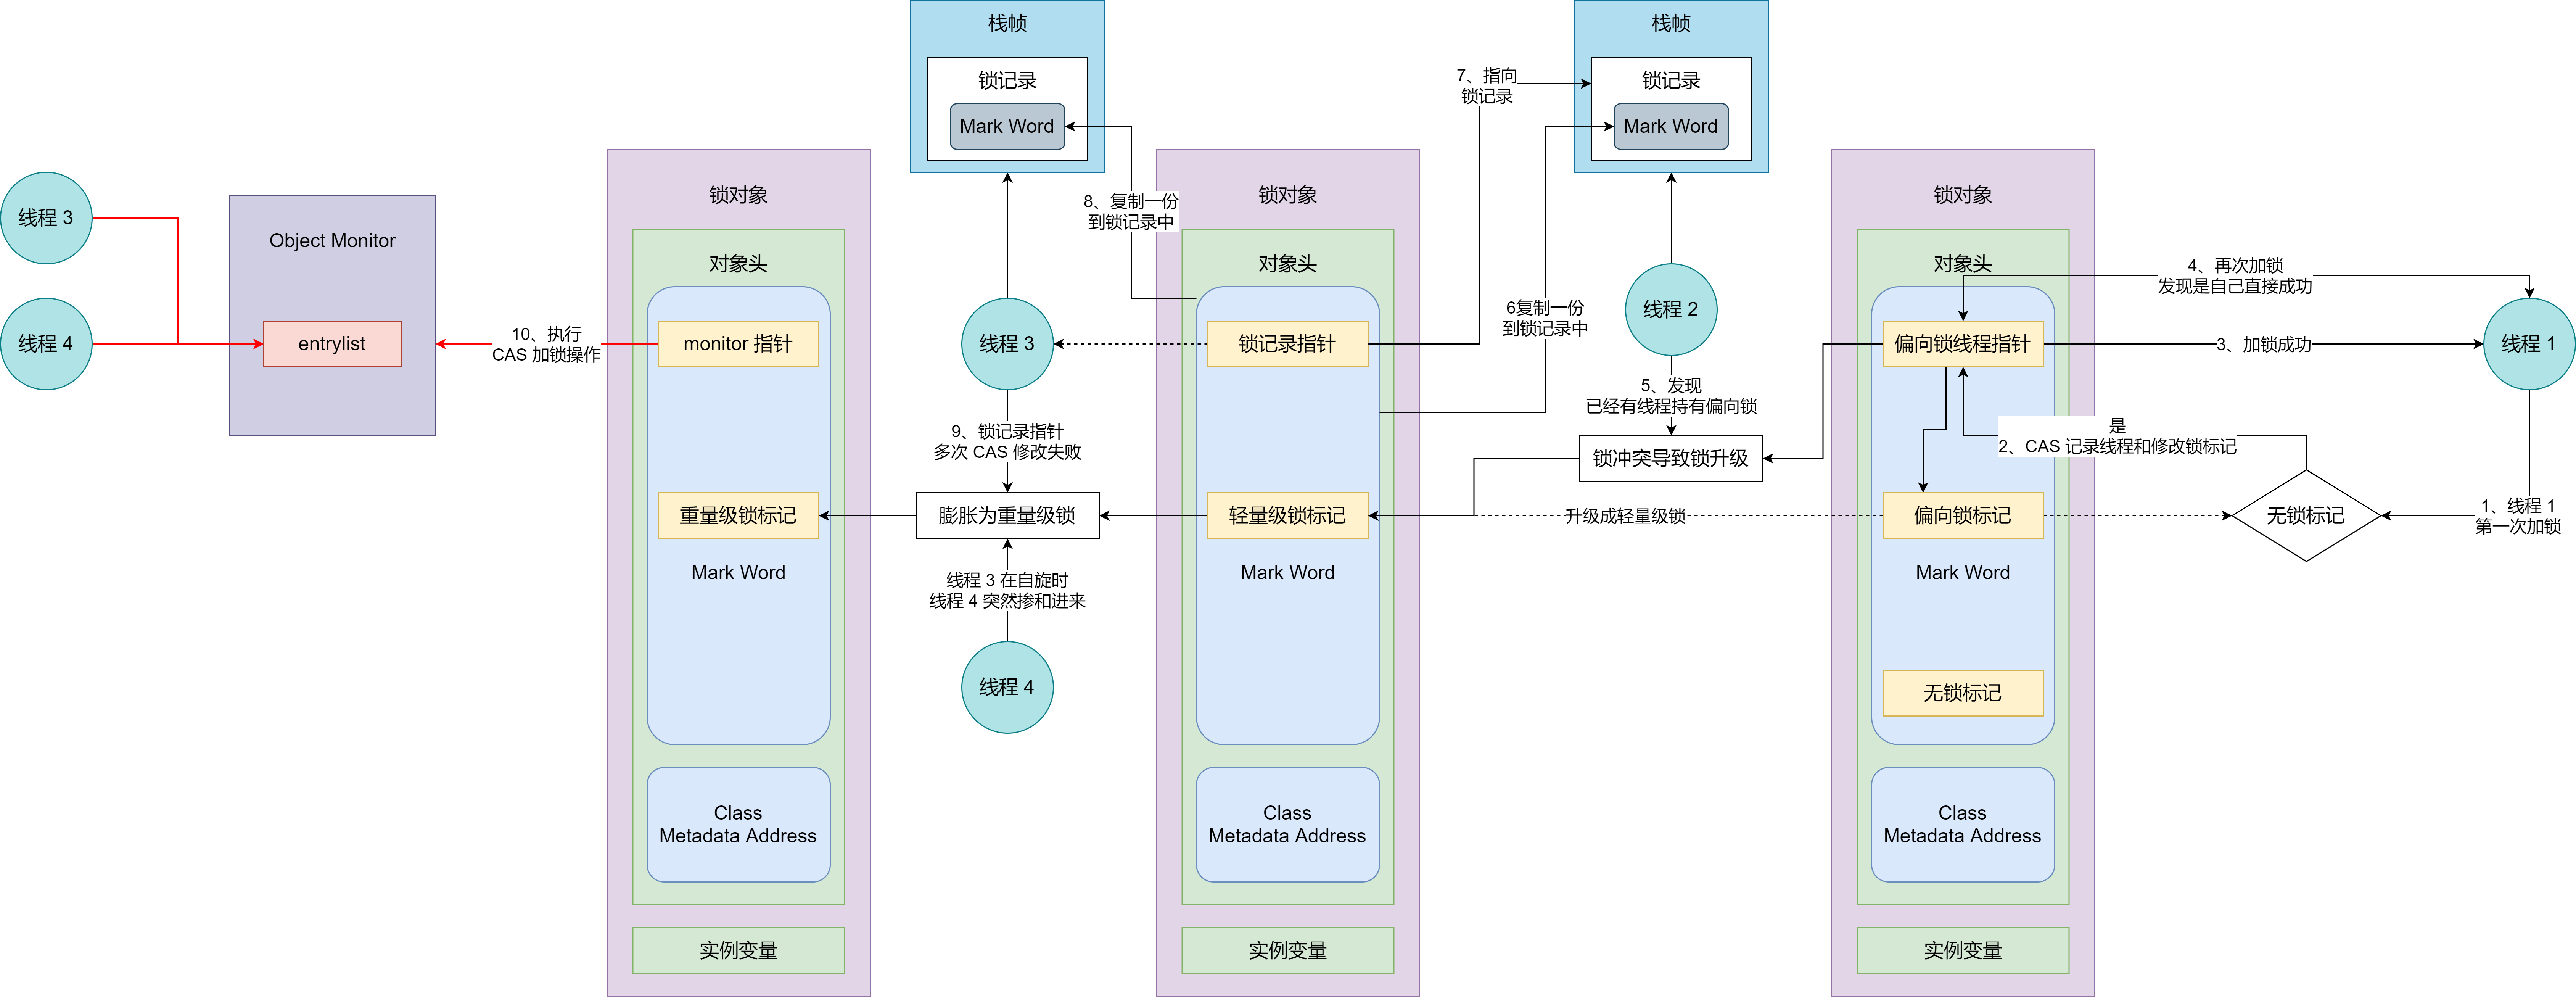 线程 3
线程 4
Object Monitor
entrylist
10、执行
CAS 加锁操作
锁对象
对象头
monitor 指针
重量级锁标记
Mark Word
Class
Metadata Address
实例变量
栈帧
锁记录
Mark Word
8、复制一份
到锁记录中
线程 3
9、锁记录指针
多次 CAS 修改失败
膨胀为重量级锁
线程 3 在自旋时
线程 4 突然掺和进来
线程 4
锁对象
对象头
锁记录指针
轻量级锁标记
Mark Word
Class
Metadata Address
实例变量
7、指向
锁记录
栈帧
锁记录
Mark Word
6复制一份
到锁记录中
线程 2
5、发现
已经有线程持有偏向锁
锁冲突导致锁升级
升级成轻量级锁
锁对象
对象头
偏向锁线程指针
偏向锁标记
Mark Word
无锁标记
Class
Metadata Address
实例变量
4、再次加锁
发现是自己直接成功
3、加锁成功
线程 1
是
2、CAS 记录线程和修改锁标记
无锁标记
1、线程 1
第一次加锁